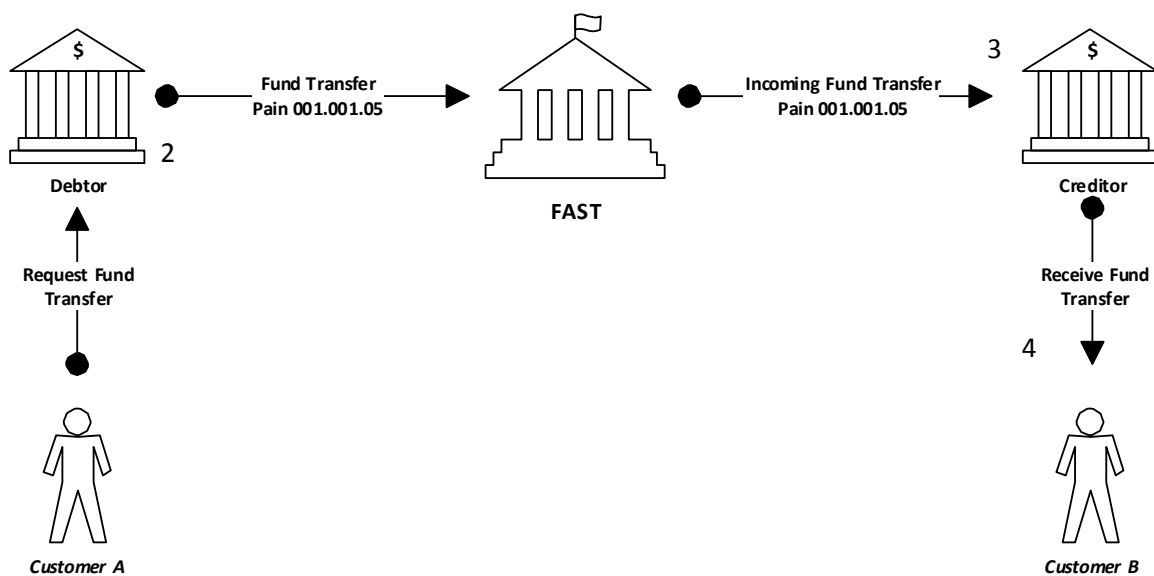 $
3
$
Fund Transfer
Pain 001.001.05
Incoming Fund Transfer
Pain 001.001.05
2
Debtor
FAST
Creditor
Request Fund
Transfer
Receive Fund
Transfer
4
Customer A
Customer B